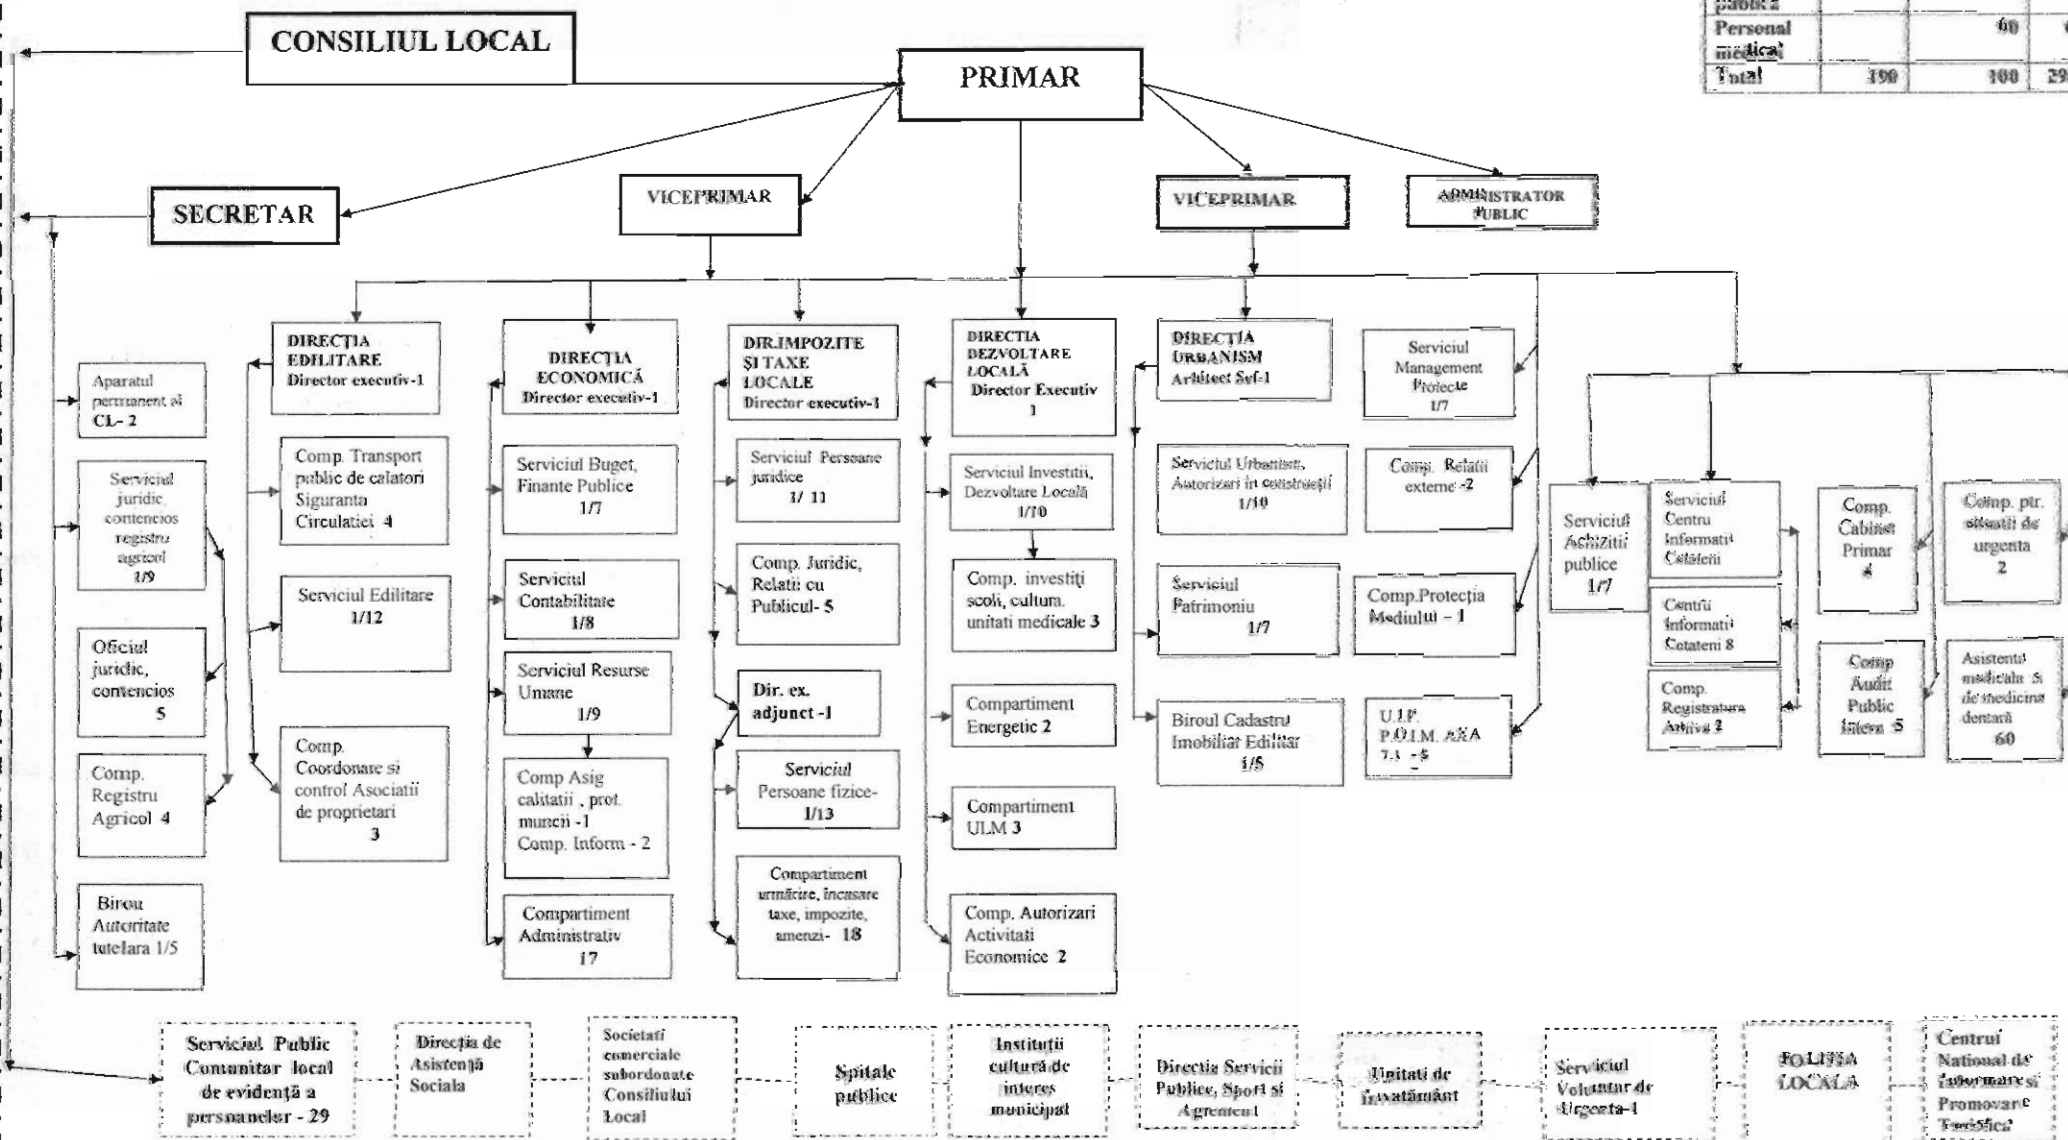 CONSILIUL LOCAL
PRIMAR
Personal
medical
60
Total 190 100
SECRETAR
VICEPRIMAR
VICEPRIMAR
ADMINISTRATOR
PUBLIC
Aparatul
permanent al
CL- 2
Serviciul
juridic,
contencios
registru
agricol
1/9
Oficiul
juridic,
contencios
5
Comp.
Registru
Agricol 4
Birou
Autoritate
tutelara 1/5
DIRECȚIA
EDILITARE
Director executiv-1
Comp. Transport
public de calatori
Siguranta
Circulatiei 4
Serviciul Edilitare
1/12
Comp.
Coordonare si
control Asociatii
de proprietari
3
DIRECȚIA
ECONOMICĂ
Director executiv-1
Serviciul Buget,
Finante Publice
1/7
Serviciul
Contabilitate
1/8
Serviciul Resurse
Umane
1/9
Comp Asig
calitatii , prot.
muncii -1
Comp. Inform - 2
Compartiment
Administrativ
17
DIR.IMPOZITE
ȘI TAXE
LOCALE
Director executiv-1
Serviciul Persoane
juridice
1/ 11
Comp. Juridic,
Relatii cu
Publicul- 5
Dir. ex.
adjunct -1
Serviciul
Persoane fizice-
1/13
Compartiment
urmărire, încasare
taxe, impozite,
amenzi- 18
DIRECTIA
DEZVOLTARE
LOCALĂ
Director Executiv
1
Serviciul Investitii,
Dezvoltare Locală
1/10
Comp. investiți
scoli, cultura.
unitati medicale 3
Compartiment
Energetic 2
Compartiment
ULM 3
Comp. Autorizari
Activitati
Economice 2
DIRECȚIA
URBANISM
Arhitect Sef-1
Serviciul Urbanism,
Autorizari in constructii
1/10
Serviciul
Patrimoniu
1/7
Biroul Cadastru
Imobiliar Edilitar
1/5
Serviciul
Management
Proiecte
1/7
Comp. Relatii
externe -2
Comp.Protecția
Mediului – 1
U.I.P.
P.O.I.M. AXA
Serviciul
Achizitii
publice
1/7
Serviciul
Centru
Informatii
Cetateni
Centru
Informatii
Cetateni 8
Comp.
Registratura
Arhiva 2
Comp.
Cabinet
Primar
4
Comp
Audit
Public
Intern 5
Comp. ptr.
situatii de
urgenta
2
Asistenta
medicala si
de medicina
dentară
60
Serviciul Public
Comunitar local
de evidență a
persoanelor - 29
Direcția de
Asistență
Sociala
Societati
comerciale
subordonate
Consiliului
Local
Spitale
publice
Instituții
cultură de
interes
municipal
Directia Servicii
Publice, Sport si
Agrement
Unitati de
învatământ
Serviciul
Voluntar de
Urgenta-1
POLITIA
LOCALĂ
Centrul
National de
Informare si
Promovare
Turistica